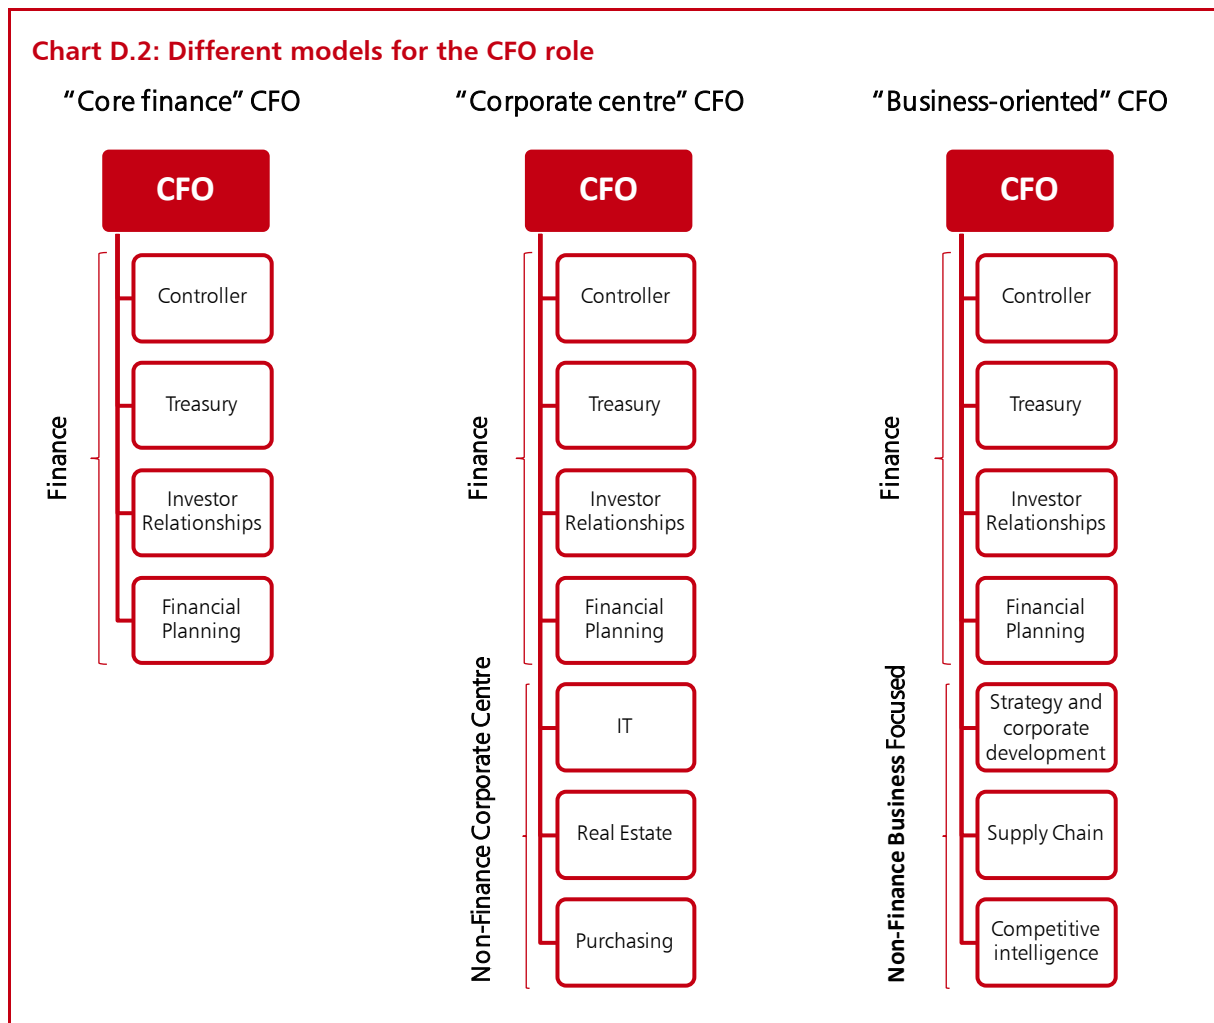 Chart D.2: Different models for the CFO role
“Core finance” CFO
CFO
Finance
Controller
Treasury
Investor
Relationships
Financial
Planning
“Corporate centre” CFO
CFO
Finance
Controller
Treasury
Investor
Relationships
Financial
Planning
Non-Finance Corporate Centre
IT
Real Estate
Purchasing
“Business-oriented” CFO
CFO
Finance
Controller
Treasury
Investor
Relationships
Financial
Planning
Non-Finance Business Focused
Strategy and
corporate
development
Supply Chain
Competitive
intelligence